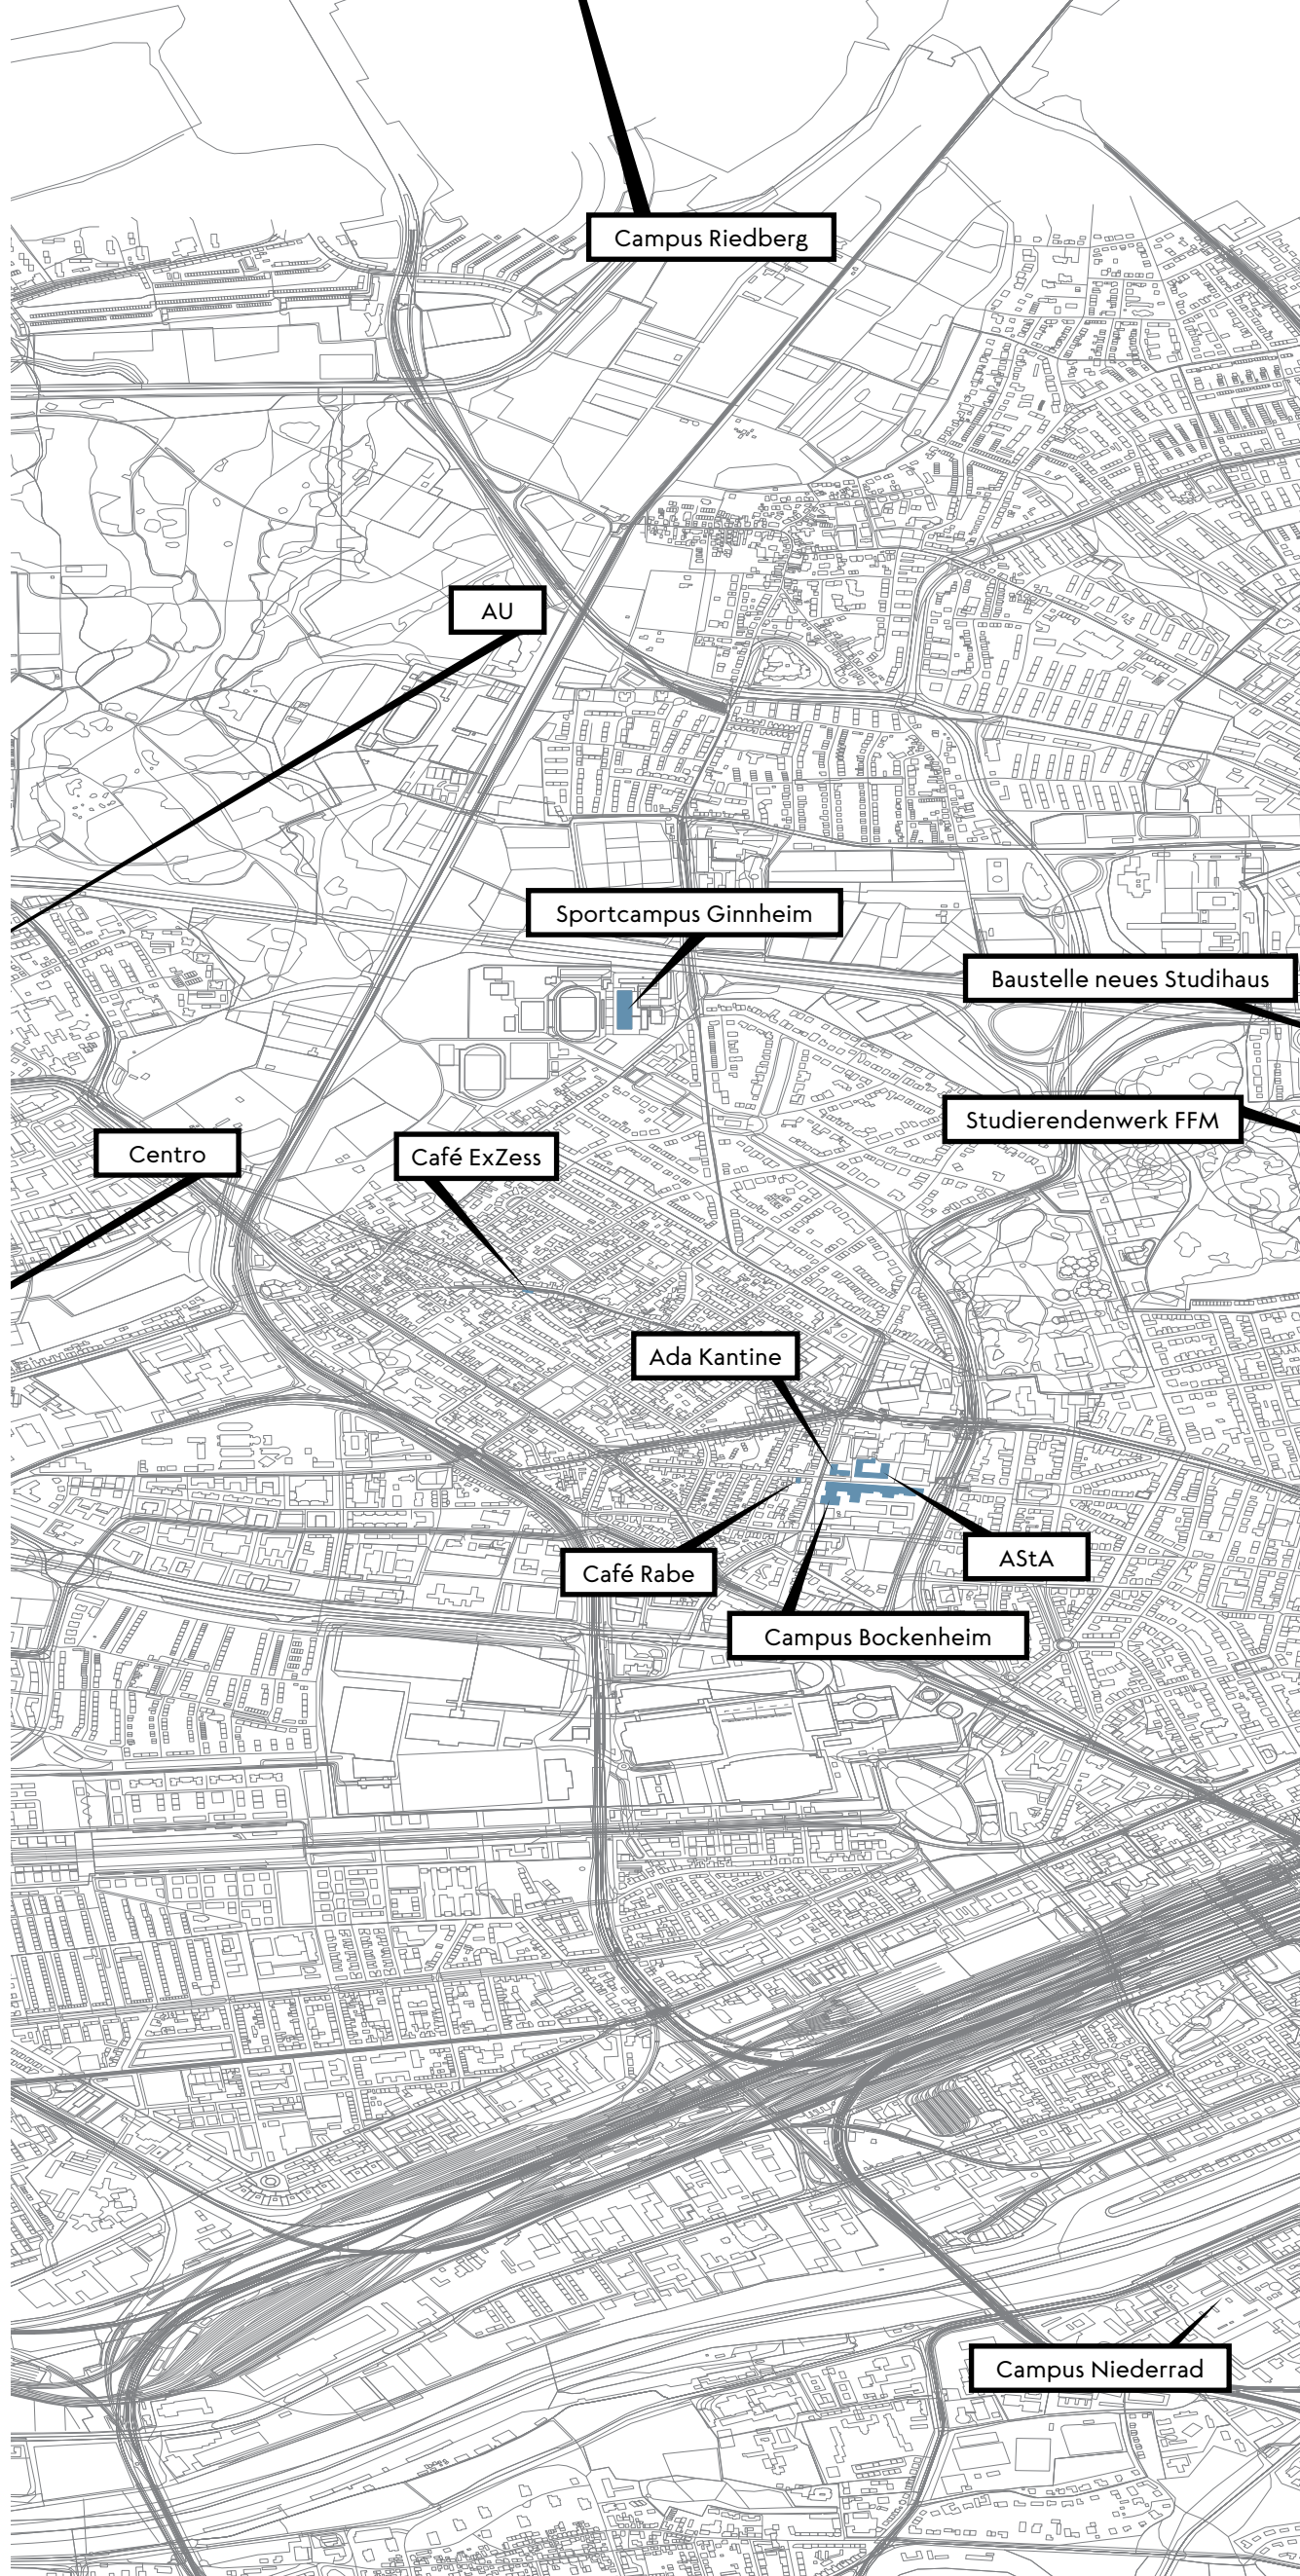 Campus Riedberg
AU
Sportcampus Ginnheim
Baustelle neues Studihaus
Studierendenwerk FFM
Centro
Café ExZess
Ada Kantine
AStA
Café Rabe
Campus Bockenheim
Campus Niederrad